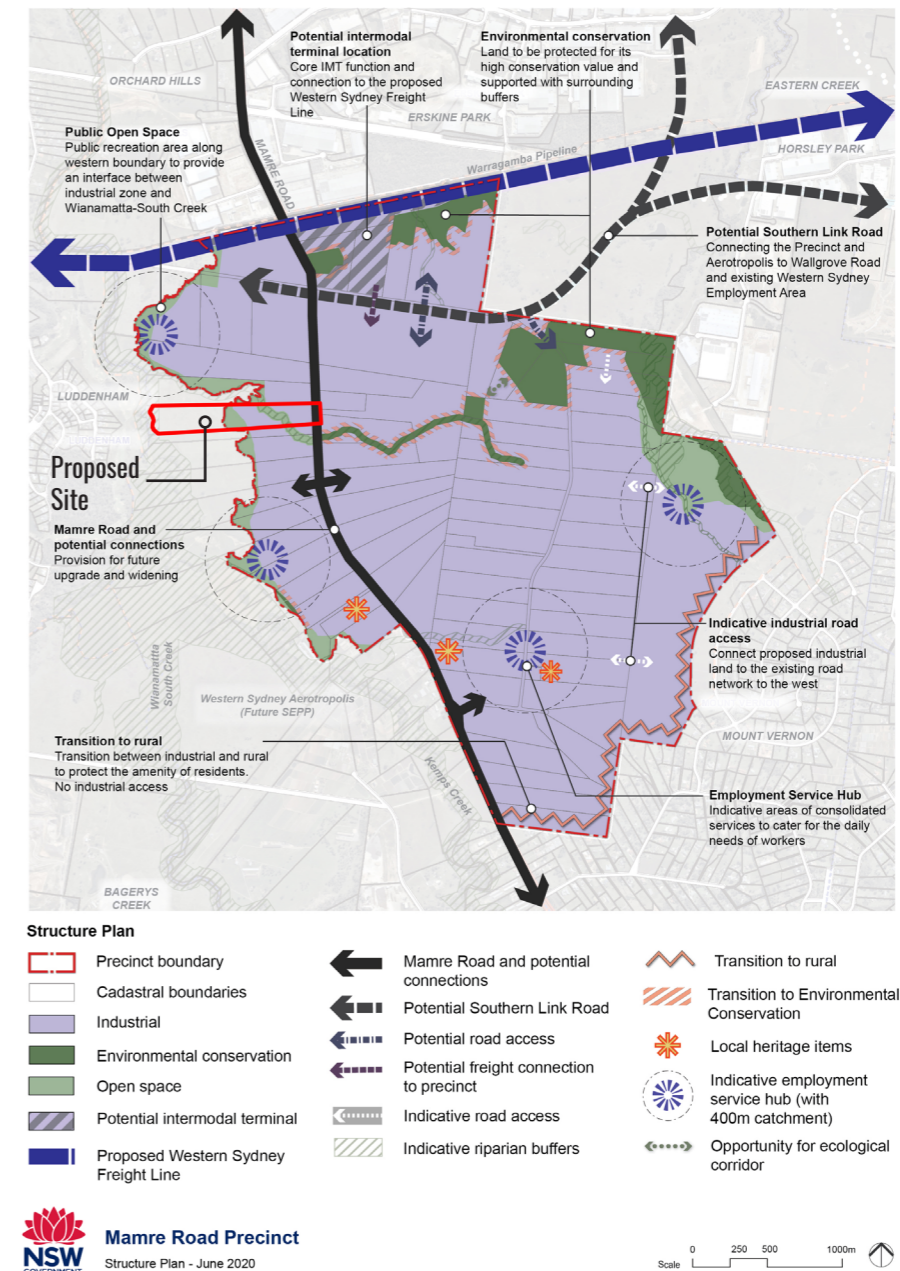 Potential intermodal
terminal location
Core IMT function and
connection to the proposed
Western Sydney Freight
Line
Environmental conservation
Land to be protected for its
high conservation value and
supported with surrounding
buffers
ORCHARD HILLS
EASTERN CREEK
ERSKINE PARK
HORSLEY PARK
Public Open Space
Public recreation area along
western boundary to provide
an interface between
industrial zone and
Wianamatta-South Creek
MAMRE ROAD
Warragamba Pipeline
Potential Southern Link Road
Connecting the Precinct and
Aerotropolis to Wallgrove Road
and existing Western Sydney
Employment Area
LUDDENHAM
Proposed
Site
Mamre Road and
potential connections
Provision for future
upgrade and widening
Indicative industrial road
access
Connect proposed industrial
land to the existing road
network to the west
Wianamattta
South Creek
Western Sydney Aerotropolis
(Future SEPP)
MOUNT VERNON
Transition to rural
Transition between industrial and rural
to protect the amenity of residents.
No industrial access
Kemps Creek
Employment Service Hub
Indicative areas of consolidated
services to cater for the daily
needs of workers
BAGERYS
CREEK
Structure Plan
Precinct boundary
Cadastral boundaries
Industrial
Environmental conservation
Open space
Potential intermodal terminal
Proposed Western Sydney
Freight Line
Mamre Road and potential
connections
Potential Southern Link Road
Potential road access
Potential freight connection
to precinct
Indicative road access
Indicative riparian buffers
Transition to rural
Transition to Environmental
Conservation
Local heritage items
Indicative employment
service hub (with
400m catchment)
Opportunity for ecological
corridor
NSW
GOVERNMENT
Mamre Road Precinct
Structure Plan - June 2020
Scale
0 250 500 1000m